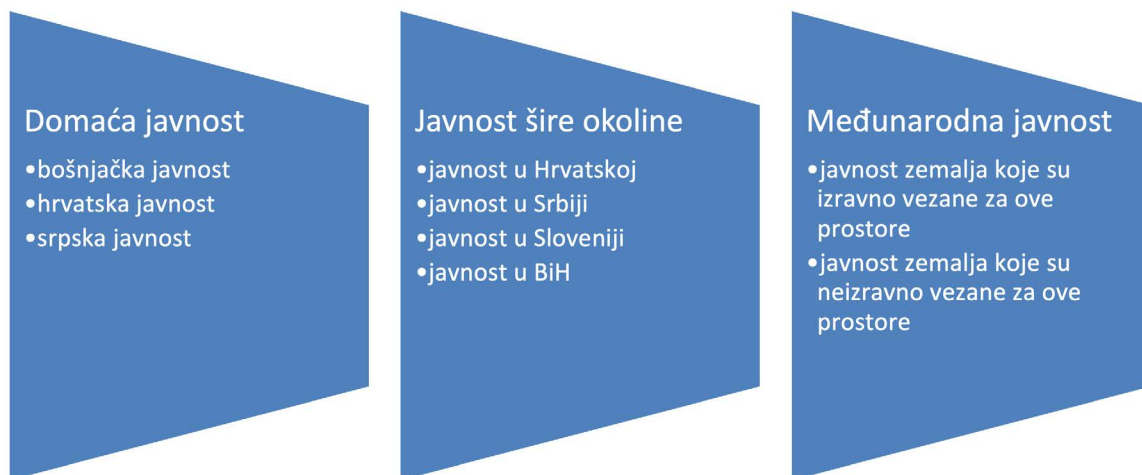 Domaća javnost
•bošnjačka javnost
•hrvatska javnost
•srpska javnost
Javnost šire okoline
•javnost u Hrvatskoj
•javnost u Srbiji
•javnost u Sloveniji
•javnost u BiH
Međunarodna javnost
•javnost zemalja koje su
izravno vezane za ove
prostore
•javnost zemalja koje su
neizravno vezane za ove
prostore